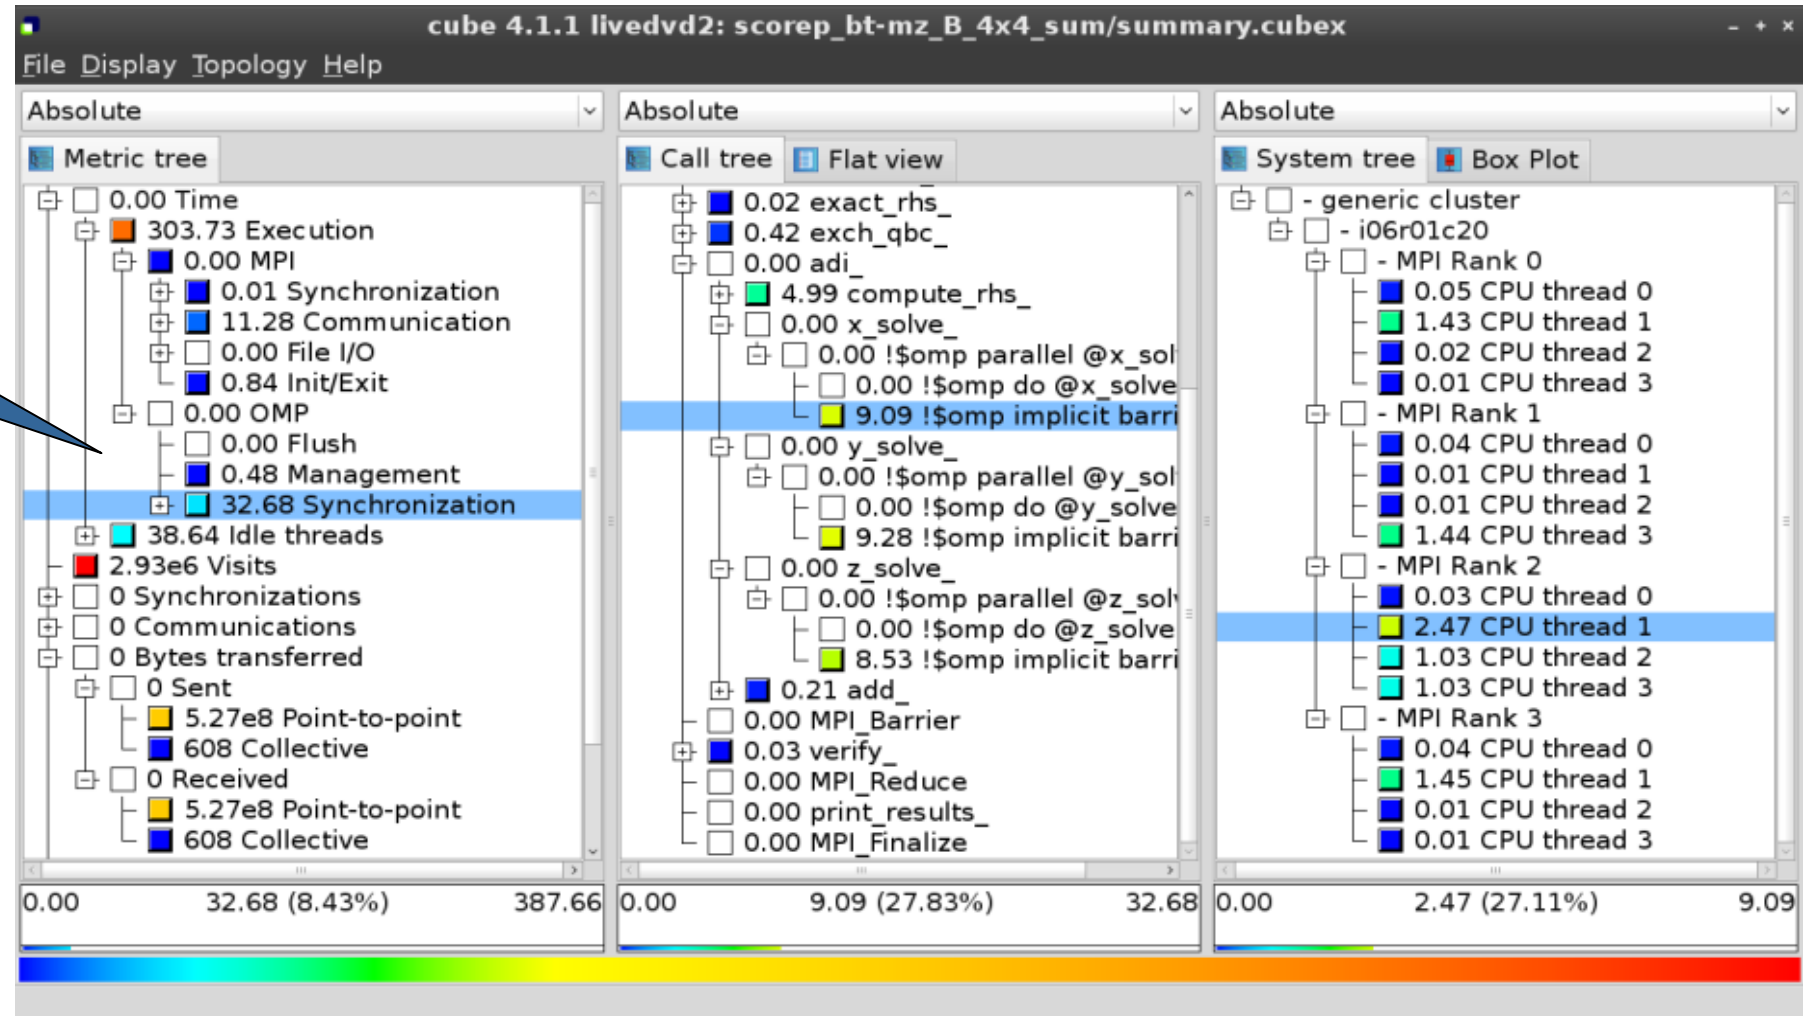 cube 4.1.1 livedvd2: scorep_bt-mz_B_4x4_sum/summary.cubex
File Display Topology Help
Absolute
Metric tree
0.00 Time
303.73 Execution
0.00 MPI
0.01 Synchronization
11.28 Communication
0.00 File I/O
0.84 Init/Exit
0.00 OMP
0.00 Flush
0.48 Management
32.68 Synchronization
38.64 Idle threads
2.93e6 Visits
0 Synchronizations
0 Communications
0 Bytes transferred
0 Sent
5.27e8 Point-to-point
608 Collective
0 Received
5.27e8 Point-to-point
608 Collective
0.00 32.68 (8.43%) 387.66
Absolute
Call tree Flat view
0.02 exact_rhs_
0.42 exch_qbc_
0.00 adi_
4.99 compute_rhs_
0.00 x_solve_
0.00 !$omp parallel @x_sol
0.00 !$omp do @x_solve
9.09 !$omp implicit barri
0.00 y_solve_
0.00 !$omp parallel @y_sol
0.00 !$omp do @y_solve
9.28 !$omp implicit barri
0.00 z_solve_
0.00 !$omp parallel @z_solv
0.00 !$omp do @z_solve
8.53 !$omp implicit barri
0.21 add_
0.00 MPI_Barrier
0.03 verify_
0.00 MPI_Reduce
0.00 print_results_
0.00 MPI_Finalize
0.00 9.09 (27.83%) 32.68
Absolute
System tree Box Plot
- generic cluster
- i06r01c20
- MPI Rank 0
0.05 CPU thread 0
1.43 CPU thread 1
0.02 CPU thread 2
0.01 CPU thread 3
- MPI Rank 1
0.04 CPU thread 0
0.01 CPU thread 1
0.01 CPU thread 2
1.44 CPU thread 3
- MPI Rank 2
0.03 CPU thread 0
2.47 CPU thread 1
1.03 CPU thread 2
1.03 CPU thread 3
- MPI Rank 3
0.04 CPU thread 0
1.45 CPU thread 1
0.01 CPU thread 2
0.01 CPU thread 3
0.00 2.47 (27.11%) 9.09